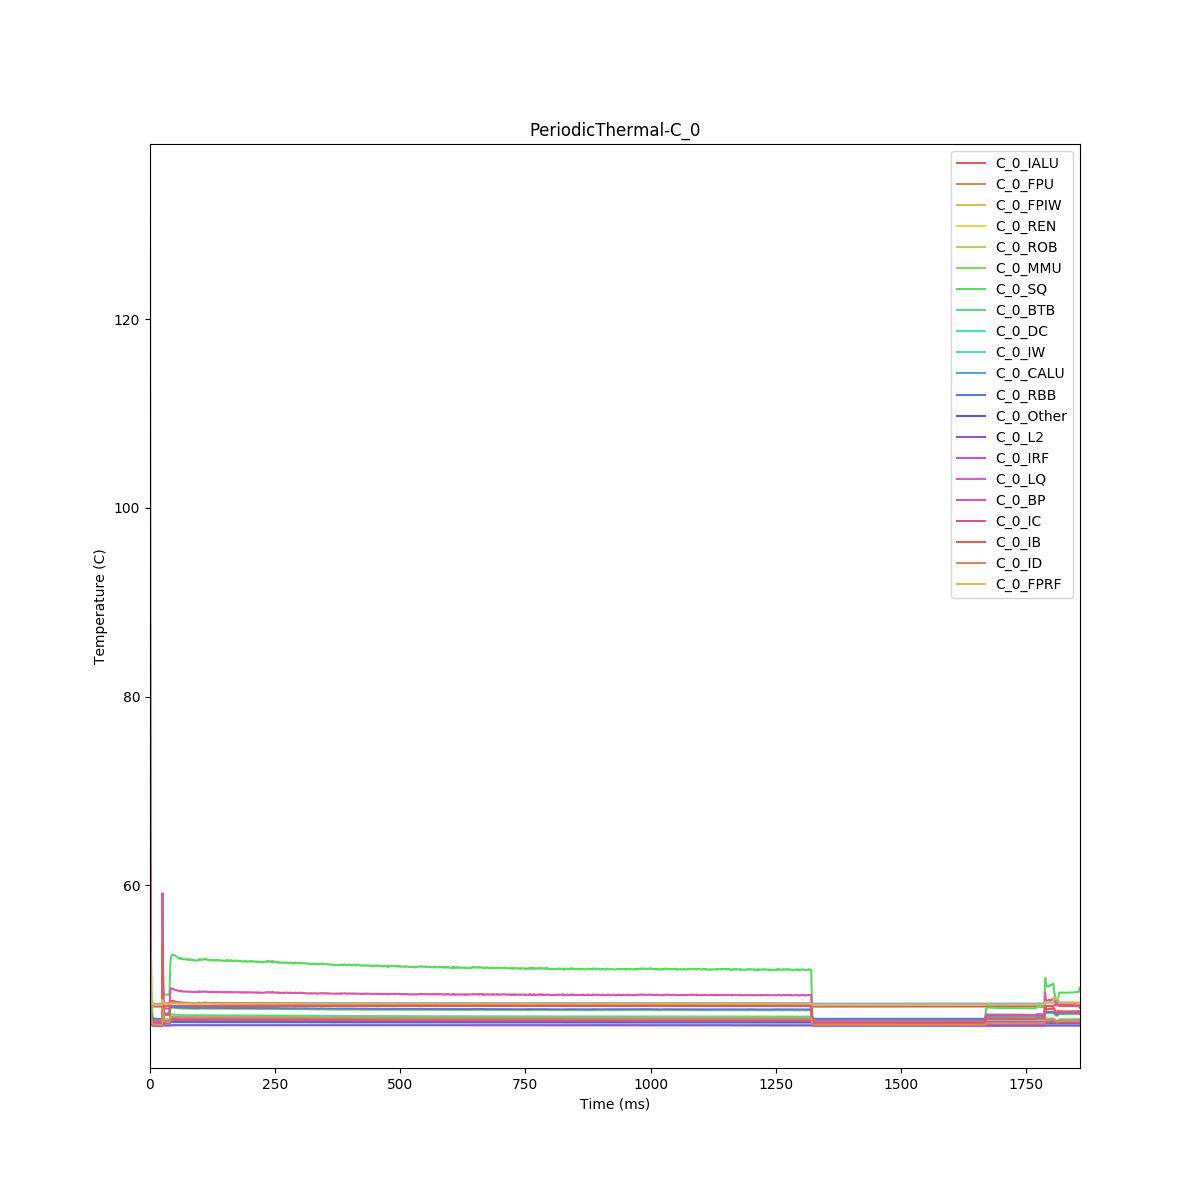 PeriodicThermal-C_0
C_0_IALU
C_0_FPU
C_0_FPIW
C_0_REN
C_0_ROB
C_0_MMU
C_0_SQ
C_0_BTB
C_0_DC
C_0_IW
C_0_CALU
C_0_RBB
C_0_Other
C_0_L2
C_0_IRF
C_0_LQ
C_0_BP
C_0_IC
C_0_IB
C_0_ID
C_0_FPRF
120
100
80
60
Temperature (C)
0 250 500 750 1000 1250 1500 1750
Time (ms)